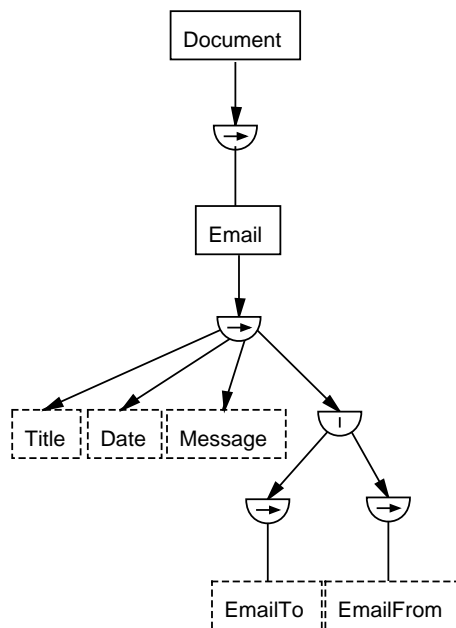 Document
Email
Title Date Message
I
EmailTo EmailFrom